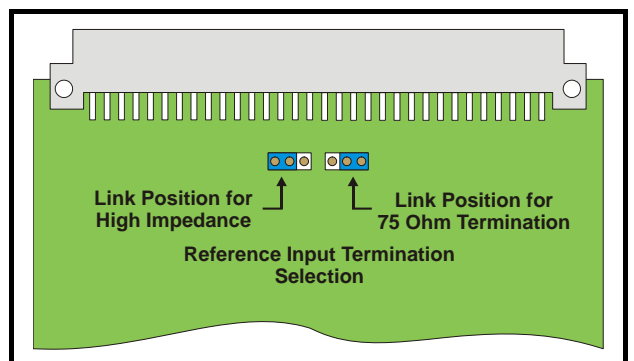 Link Position for
High Impedance
Link Position for
75 Ohm Termination
Reference Input Termination
Selection